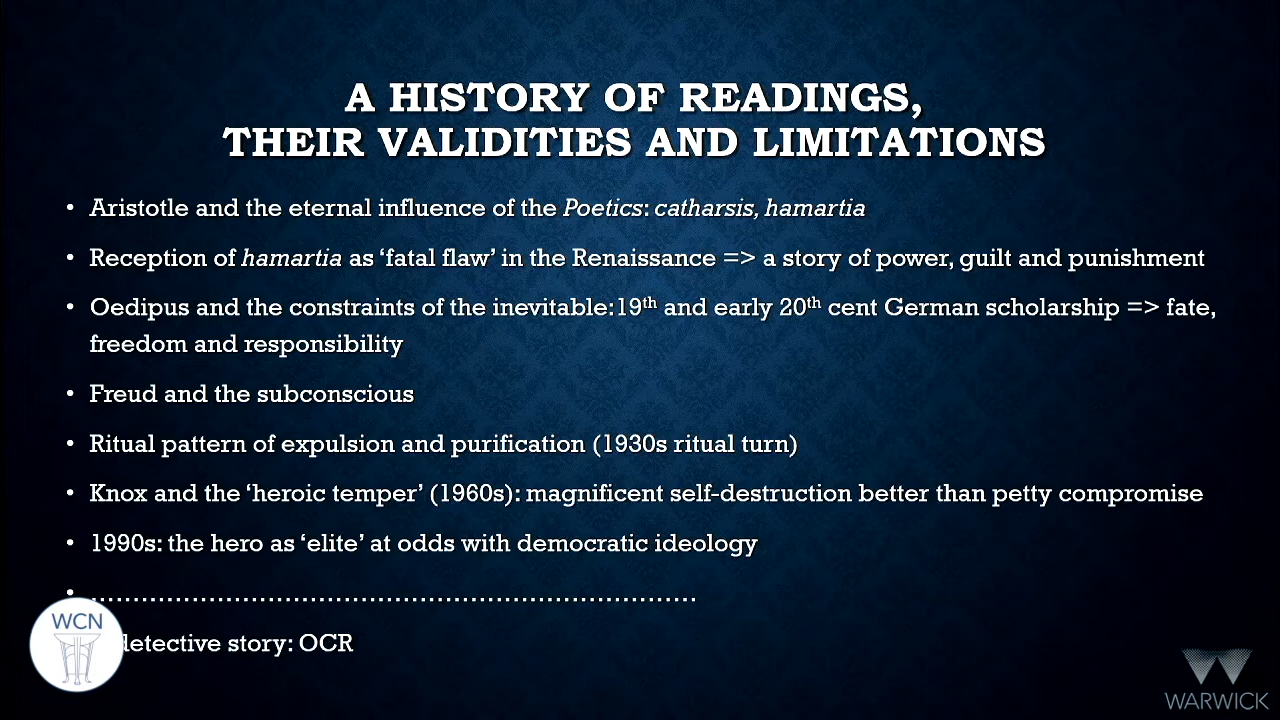 A HISTORY OF READINGS,
THEIR VALIDITIES AND LIMITATIONS
• Aristotle and the eternal influence of the Poetics: catharsis, hamartia
• Reception of hamartia as ‘fatal flaw’ in the Renaissance => a story of power, guilt and punishment
• Oedipus and the constraints of the inevitable:19th and early 20th cent German scholarship => fate,
freedom and responsibility
• Freud and the subconscious
• Ritual pattern of expulsion and purification (1930s ritual turn)
• Knox and the ‘heroic temper’ (1960s): magnificent self-destruction better than petty compromise
• 1990s: the hero as ‘elite’ at odds with democratic ideology
• ……………………………………………………………….
detective story: OCR
WCN
WARWICK